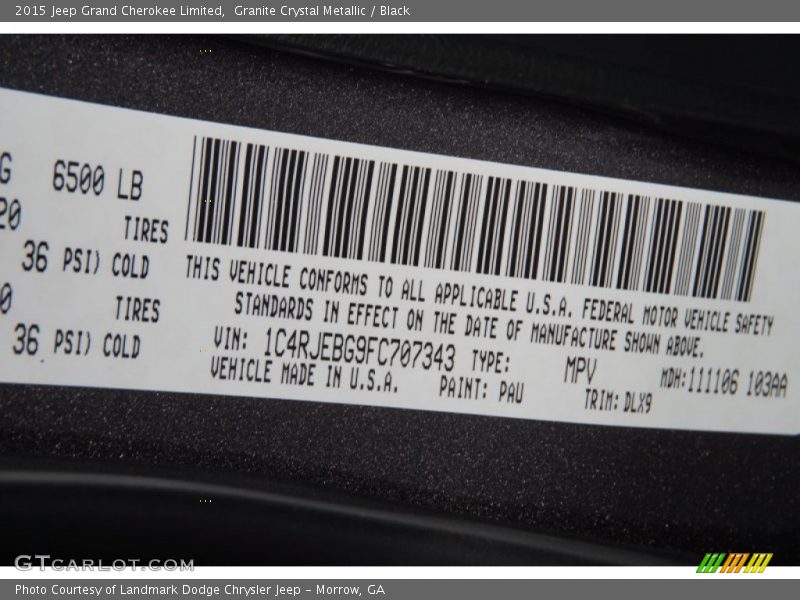 2015 Jeep Grand Cherokee Limited, Granite Crystal Metallic / Black
G 6500 LB
20 TIRES
36 PSI) COLD
0 TIRES
36 PSI) COLD
THIS VEHICLE CONFORMS TO ALL APPLICABLE U.S.A. FEDERAL MOTOR VEHICLE SAFETY
STANDARDS IN EFFECT ON THE DATE OF MANUFACTURE SHOWN ABOVE.
VIN: 1C4RJEBG9FC707343 TYPE: MPV MDH:111106 103AA
VEHICLE MADE IN U.S.A. PAINT: PAU TRIM: DLX9
GTCARLOT.COM
Photo Courtesy of Landmark Dodge Chrysler Jeep – Morrow, GA